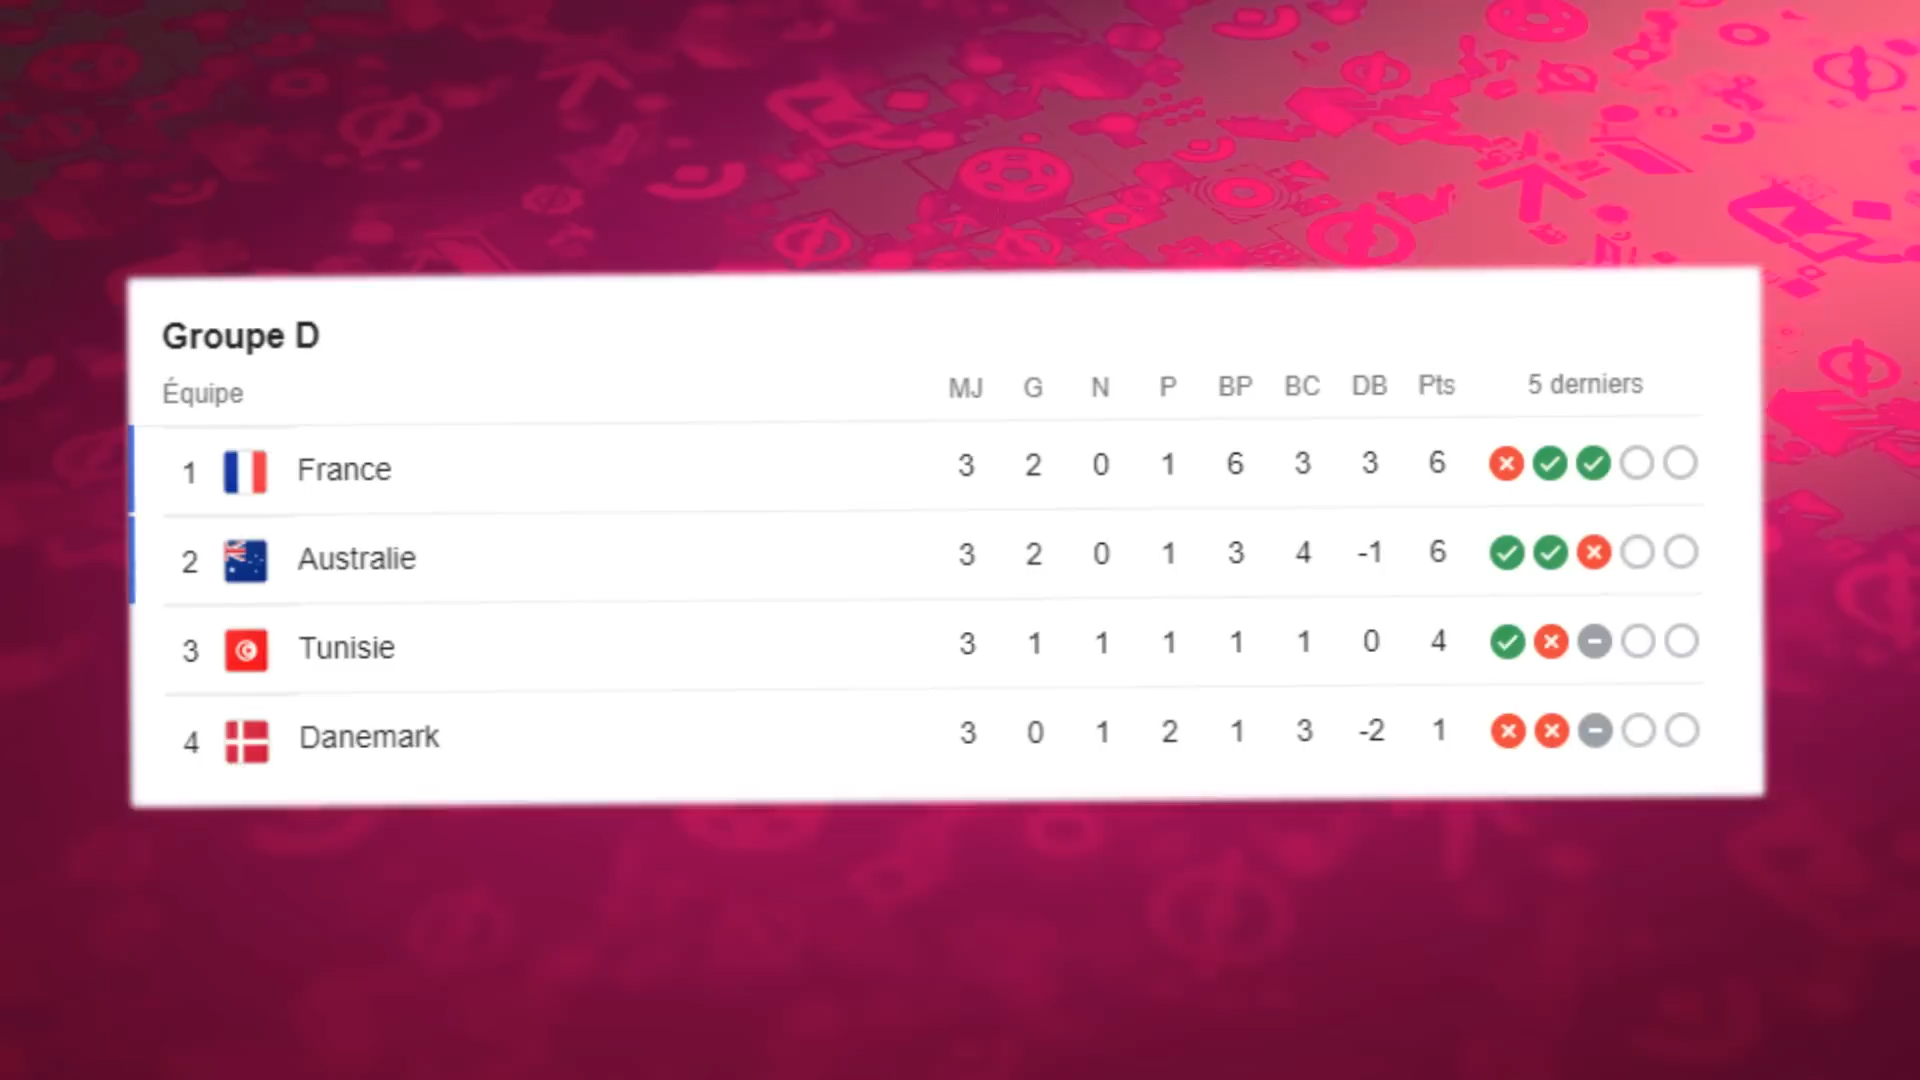 Groupe D
Équipe MJ G N P BP BC DB Pts 5 derniers
1 France 3 2 0 1 6 3 3 6
2 Australie 3 2 0 1 3 4 -1 6
3 Tunisie 3 1 1 1 1 1 0 4
4 Danemark 3 0 1 2 1 3 -2 1